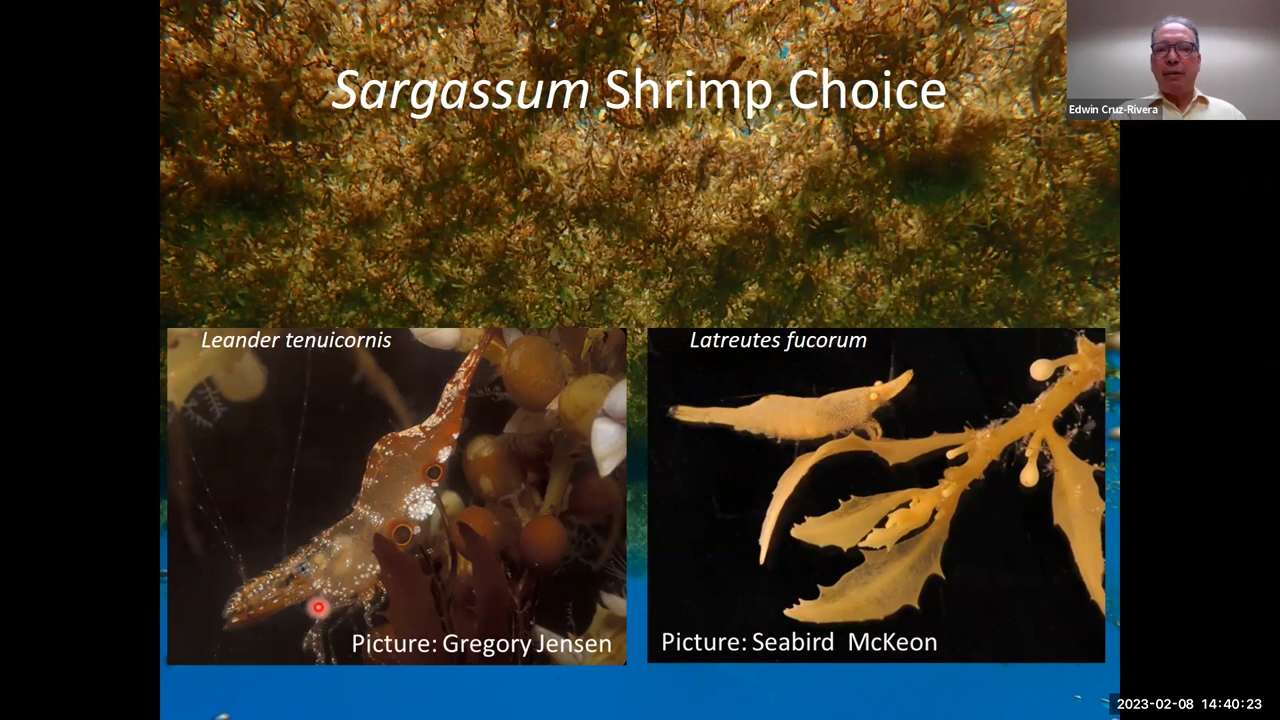 Sargassum Shrimp Choice
Edwin Cruz-Rivera
Leander tenuicornis
Latreutes fucorum
Picture: Gregory Jensen
Picture: Seabird McKeon
2023-02-08 14:40:23